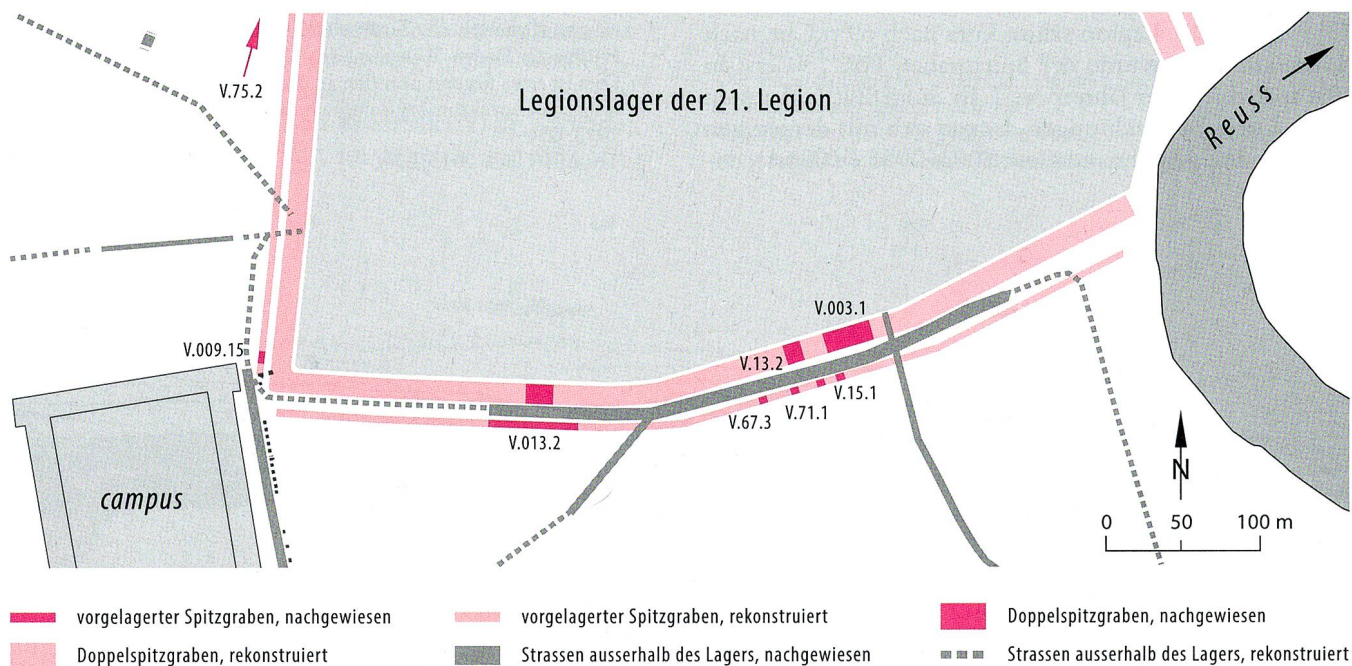 V.75.2
Legionslager der 21. Legion
Reuss
V.009.15
V.003.1
V.13.2
V.15.1
V.71.1
V.67.3
V.013.2
campus
N
0 50 100 m
vorgelagerter Spitzgraben, nachgewiesen
vorgelagerter Spitzgraben, rekonstruiert
Doppelspitzgraben, nachgewiesen
Doppelspitzgraben, rekonstruiert
Strassen ausserhalb des Lagers, nachgewiesen
Strassen ausserhalb des Lagers, rekonstruiert